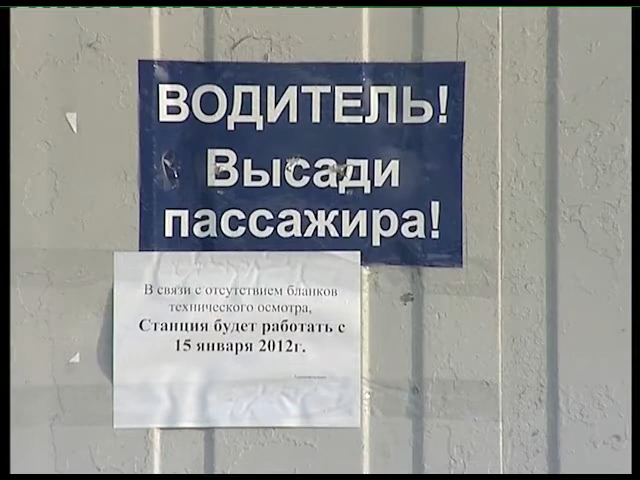 ВОДИТЕЛЬ!
Высади
пассажира!
В связи с отсутствием бланков
технического осмотра,
Станция будет работать с
15 января 2012г.